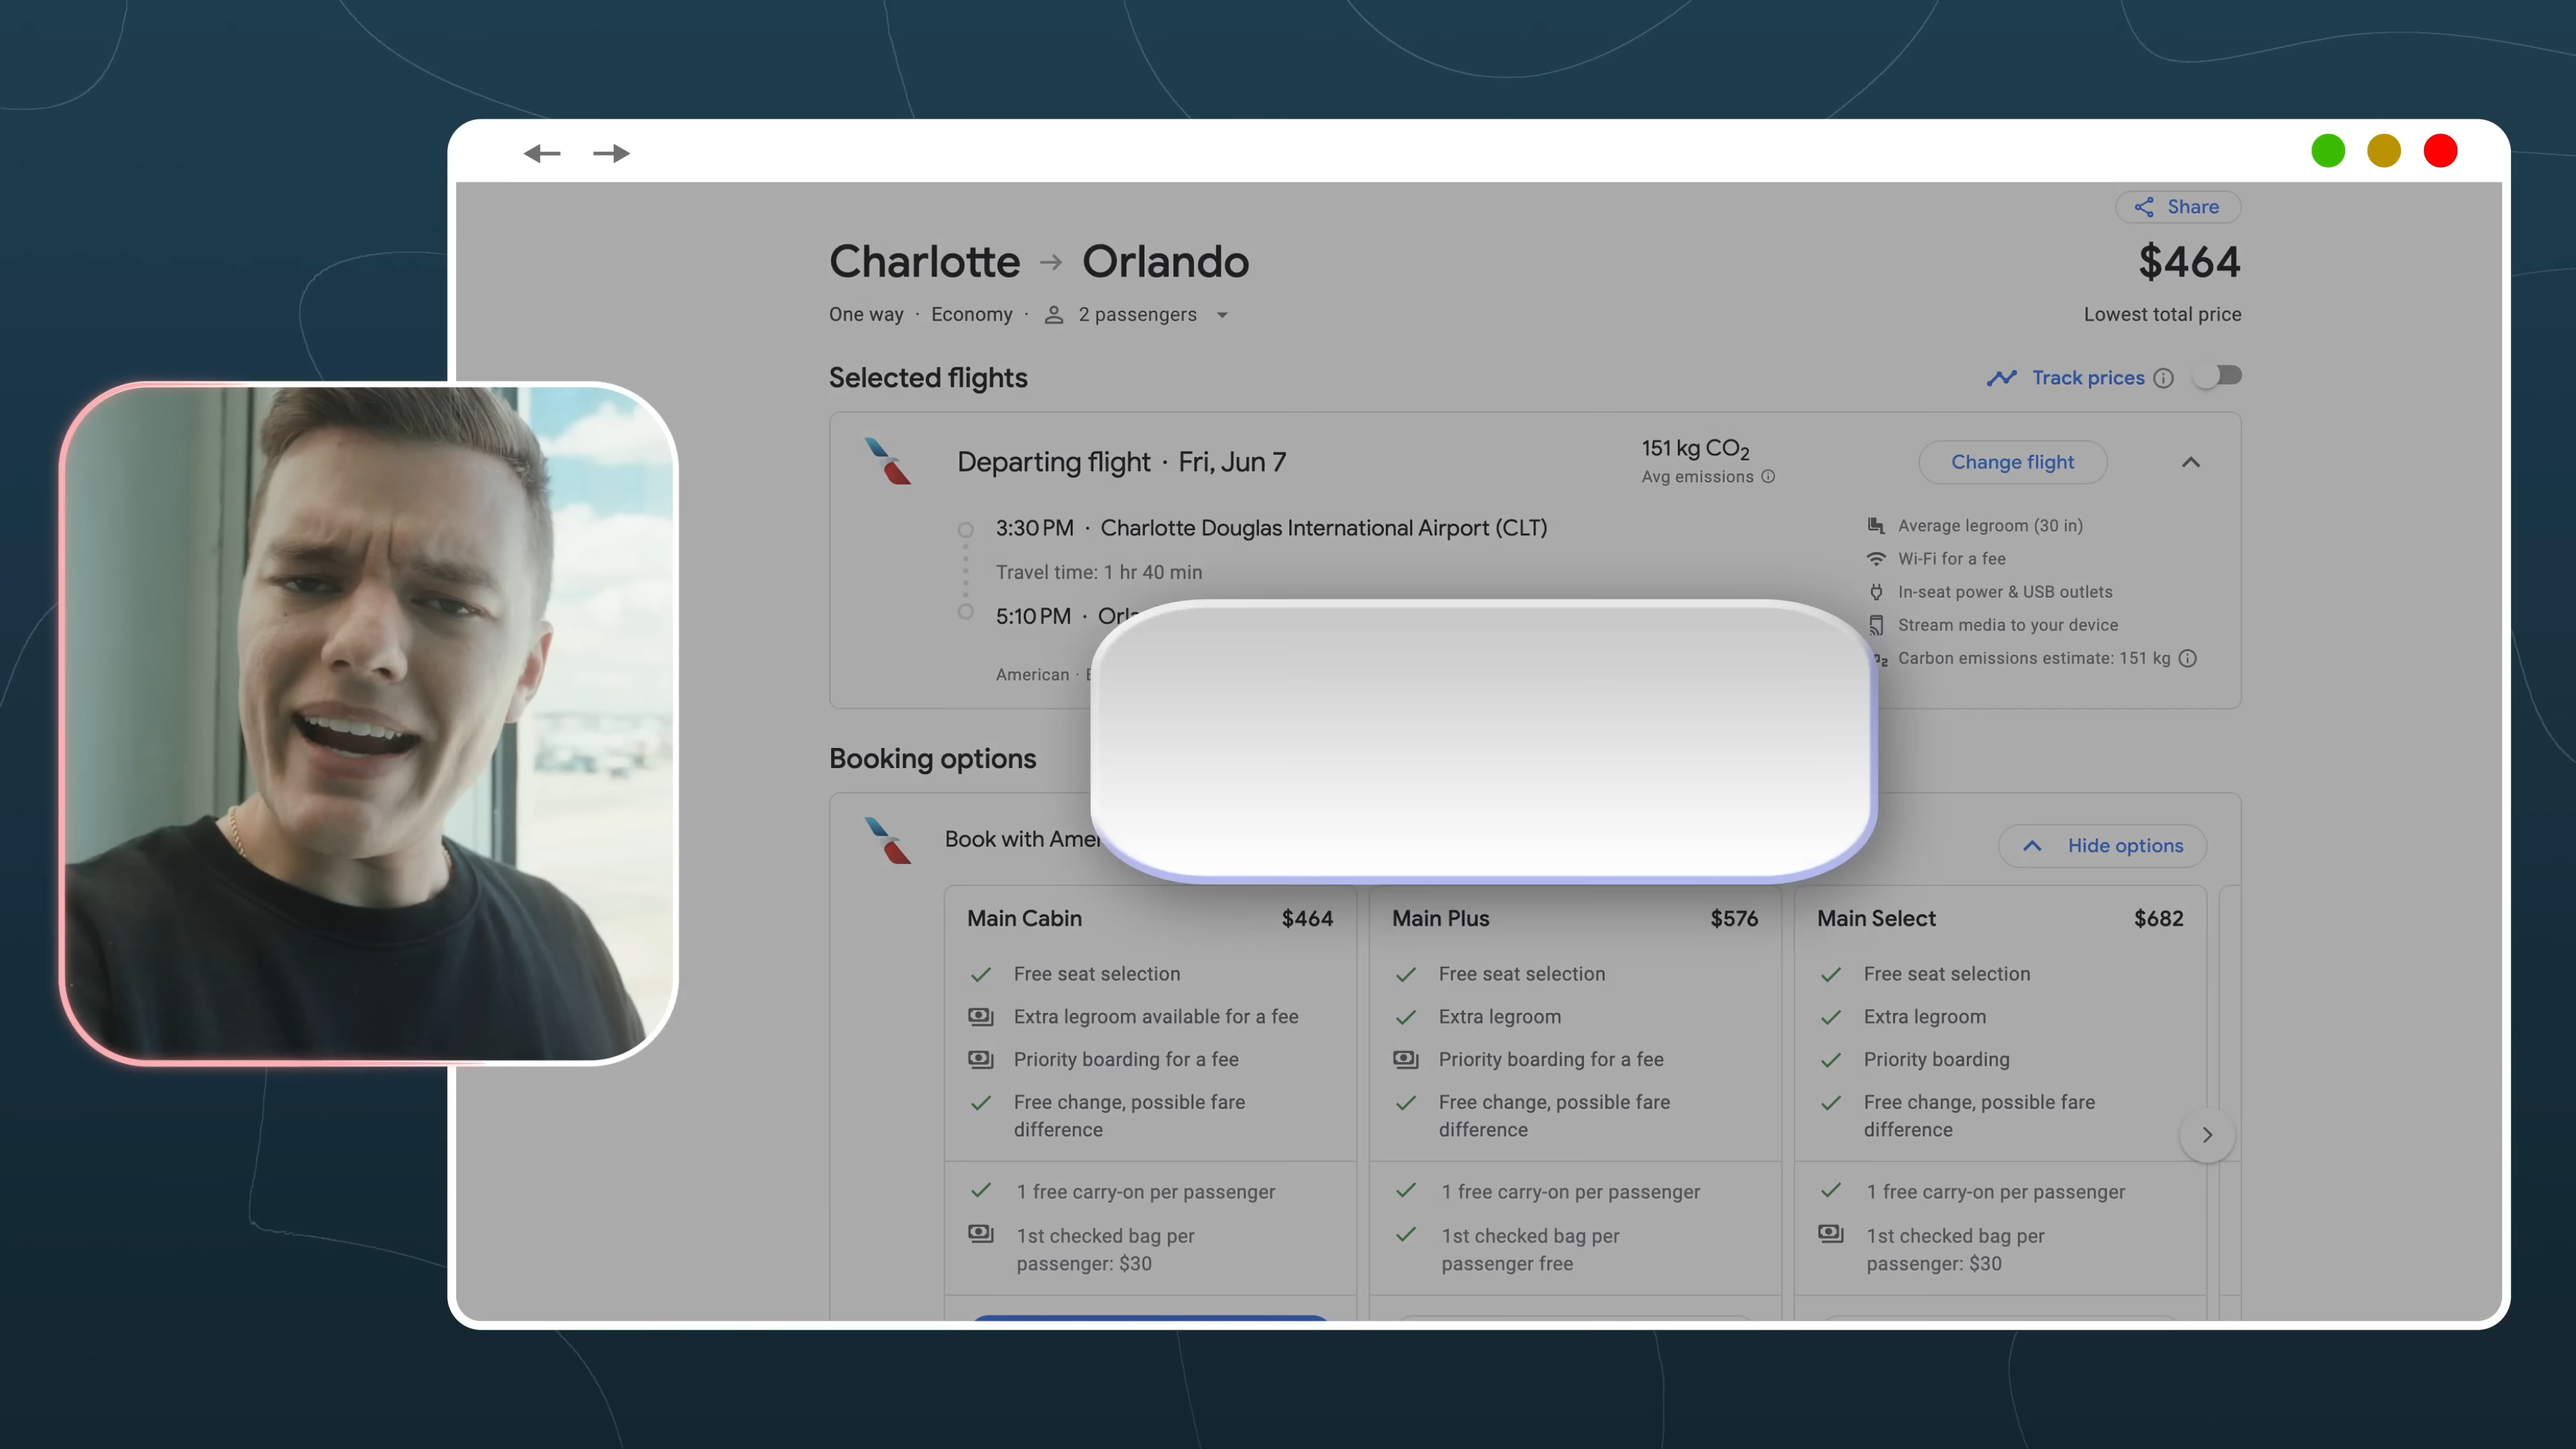 Share
Charlotte → Orlando
$464
One way · Economy · 2 passengers
Lowest total price
Selected flights
Track prices
Departing flight · Fri, Jun 7
151 kg CO2
Avg emissions
Change flight
3:30 PM · Charlotte Douglas International Airport (CLT)
Travel time: 1 hr 40 min
5:10 PM ·
American ·
Average legroom (30 in)
Wi-Fi for a fee
In-seat power & USB outlets
Stream media to your device
Carbon emissions estimate: 151 kg
Booking options
Book with
Hide options
Main Cabin $464
Free seat selection
Extra legroom available for a fee
Priority boarding for a fee
Free change, possible fare
difference
1 free carry-on per passenger
1st checked bag per
passenger: $30
Main Plus $576
Free seat selection
Extra legroom
Priority boarding for a fee
Free change, possible fare
difference
1 free carry-on per passenger
1st checked bag per
passenger free
Main Select $682
Free seat selection
Extra legroom
Priority boarding
Free change, possible fare
difference
1 free carry-on per passenger
1st checked bag per
passenger: $30